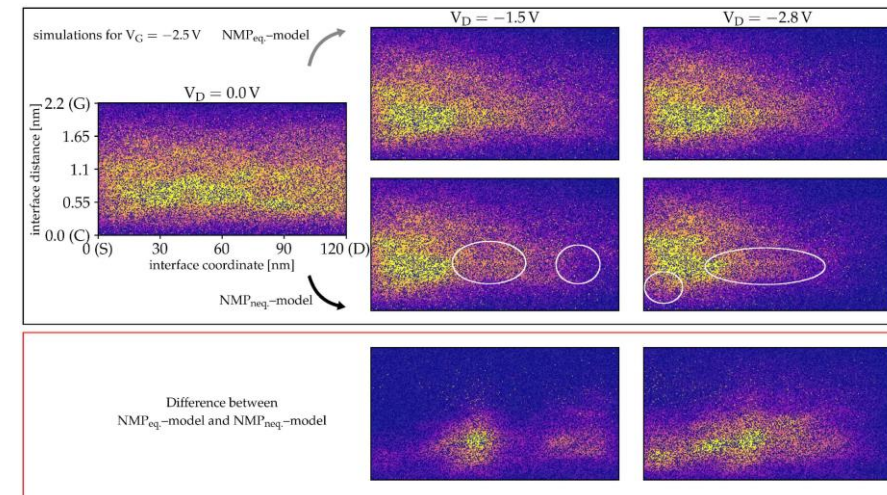 simulations for V_G = −2.5 V NMP_eq.–model
V_D = −1.5 V
V_D = −2.8 V
V_D = 0.0 V
2.2 (G)
1.65
1.1
0.55
0.0 (C)
interface distance [nm]
0 (S) 30 60 90 120 (D)
interface coordinate [nm]
NMP_neq.–model
Difference between
NMP_eq.–model and NMP_neq.–model